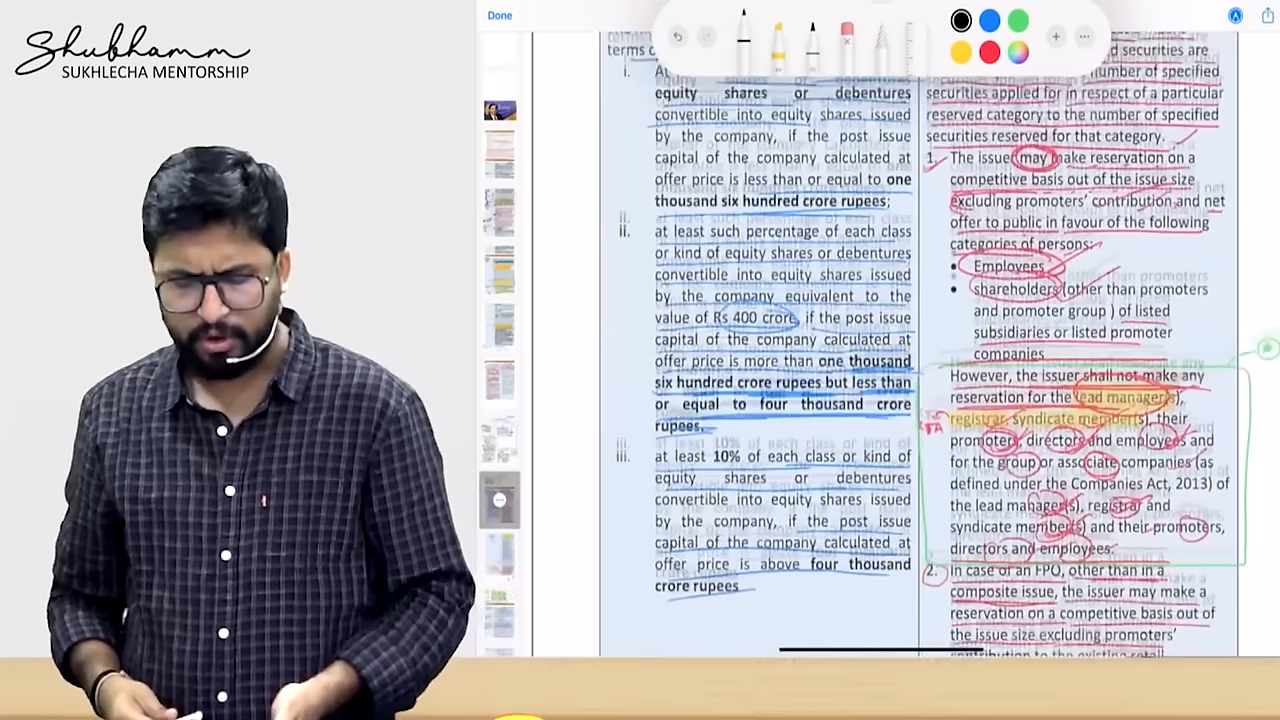 Shubhamm
SUKHLECHA MENTORSHIP
Done
terms
i. At
equity shares or debentures
convertible into equity shares issued
by the company, if the post issue
capital of the company calculated at
offer price is less than or equal to one
thousand six hundred crore rupees;
ii. at least such percentage of each class
or kind of equity shares or debentures
convertible into equity shares issued
by the company equivalent to the
value of Rs 400 crore, if the post issue
capital of the company calculated at
offer price is more than one thousand
six hundred crore rupees but less than
or equal to four thousand crore
rupees,
iii. at least 10% of each class or kind of
equity shares or debentures
convertible into equity shares issued
by the company, if the post issue
capital of the company calculated at
offer price is above four thousand
crore rupees
securities are
number of specified
securities applied for in respect of a particular
reserved category to the number of specified
securities reserved for that category.
1. The issue may make reservation on a
competitive basis out of the issue size
excluding promoters' contribution and net
offer to public in favour of the following
categories of persons:
• Employees
• shareholders (other than promoters
and promoter group ) of listed
subsidiaries or listed promoter
companies
However, the issuer shall not make any
reservation for the lead manager(s),
registrar, syndicate member(s), their
promoters, directors and employees and
for the group or associate companies (as
defined under the Companies Act, 2013) of
the lead manager(s), registrar and
syndicate member(s) and their promoters,
directors and employees.
2. In case of an FPO, other than in a
composite issue, the issuer may make a
reservation on a competitive basis out of
the issue size excluding promoters'
contribution to the existing retail